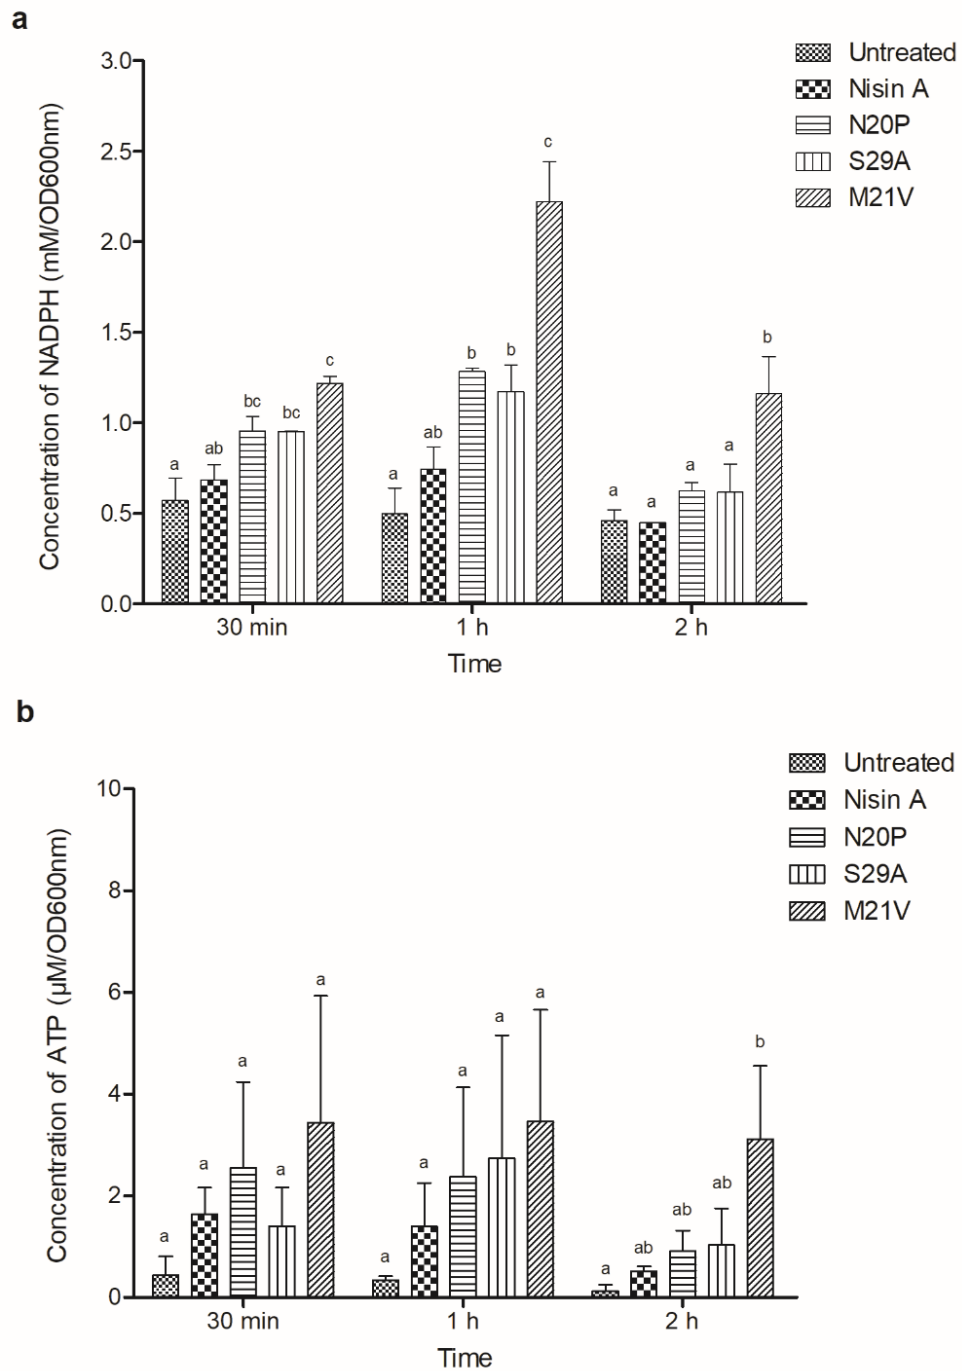 a
Concentration of NADPH (mM/OD600nm)
3.0
2.5
2.0
1.5
1.0
0.5
0.0
a
ab
bc
bc
c
a
ab
b
b
c
a
a
a
a
b
30 min
1 h
2 h
Time
Untreated
Nisin A
N20P
S29A
M21V
b
Concentration of ATP (µM/OD600nm)
10
8
6
4
2
0
a
a
a
a
a
a
a
a
a
a
a
ab
ab
ab
b
30 min
1 h
2 h
Time
Untreated
Nisin A
N20P
S29A
M21V